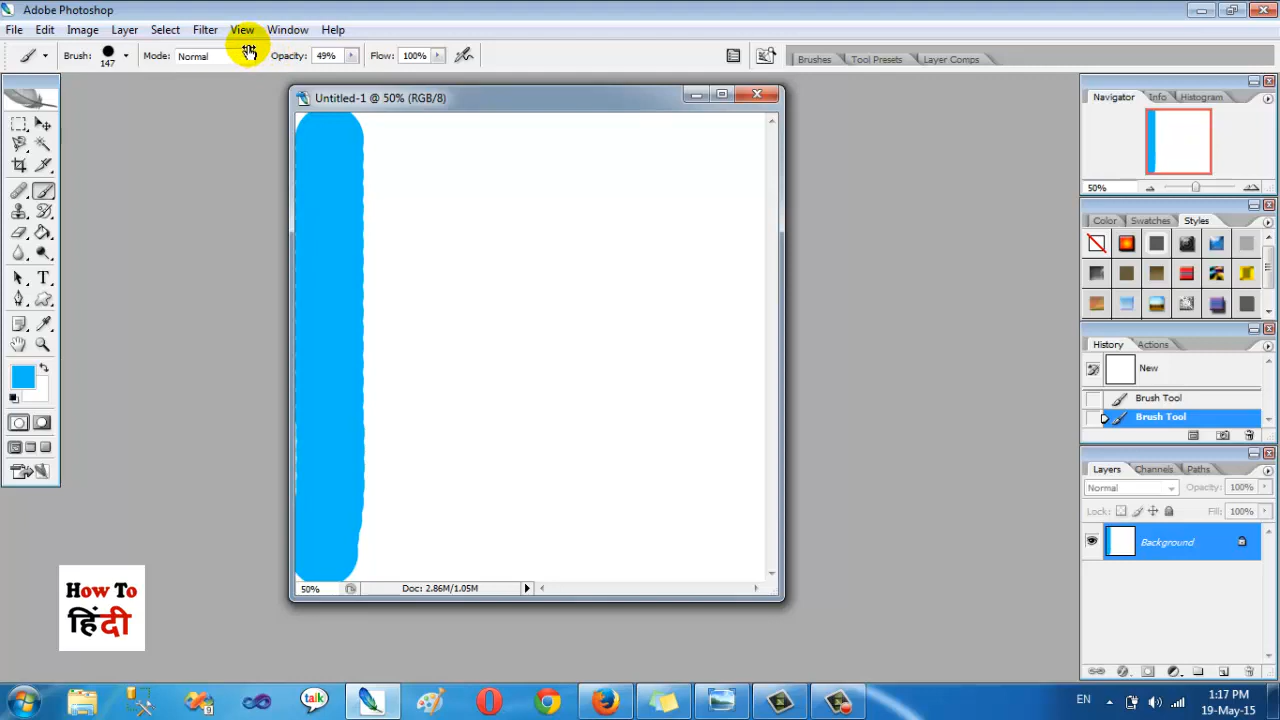 Adobe Photoshop
File Edit Image Layer Select Filter View Window Help
Brush: 147 Mode: Normal Opacity: 49% Flow: 100% Brushes Tool Presets Layer Comps
Untitled-1 @ 50% (RGB/8)
Navigator Info Histogram
50%
Color Swatches Styles
History Actions
New
Brush Tool
Brush Tool
Layers Channels Paths
Normal Opacity: 100%
Lock: Fill: 100%
Background
50% Doc: 2.86M/1.05M
How To
हिंदी
talk
EN 1:17 PM
19-May-15